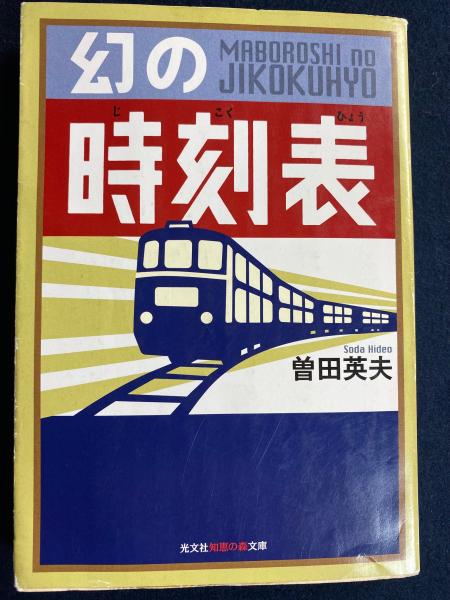 幻の
MABOROSHI no
JIKOKUHYO
じ こく ひょう
時刻表
Soda Hideo
曽田英夫
光文社知恵の森文庫